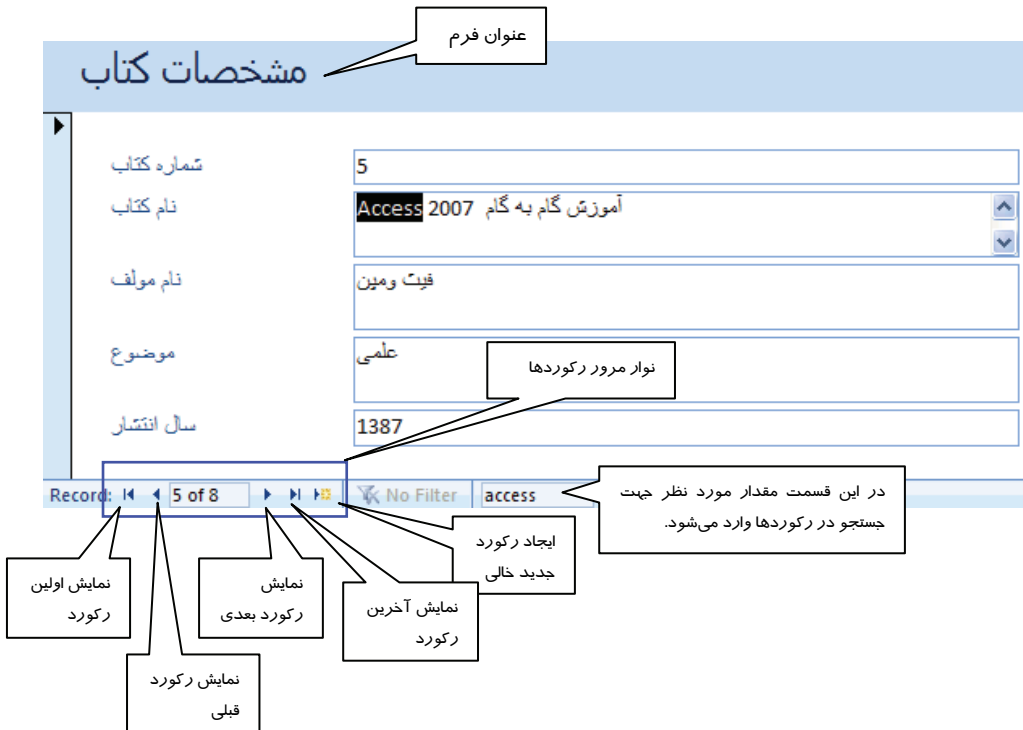 عنوان فرم
مشخصات کتاب
شماره کتاب
5
نام کتاب
آموزش گام به گام Access 2007
نام مولف
فیت ومین
موضوع
علمی
نوار مرور رکوردها
سال انتشار
1387
Record: 5 of 8 No Filter access
در این قسمت مقدار مورد نظر جهت
جستجو در رکوردها وارد می‌شود.
ایجاد رکورد
جدید خالی
نمایش اولین
رکورد
نمایش
رکورد بعدی
نمایش آخرین
رکورد
نمایش رکورد
قبلی